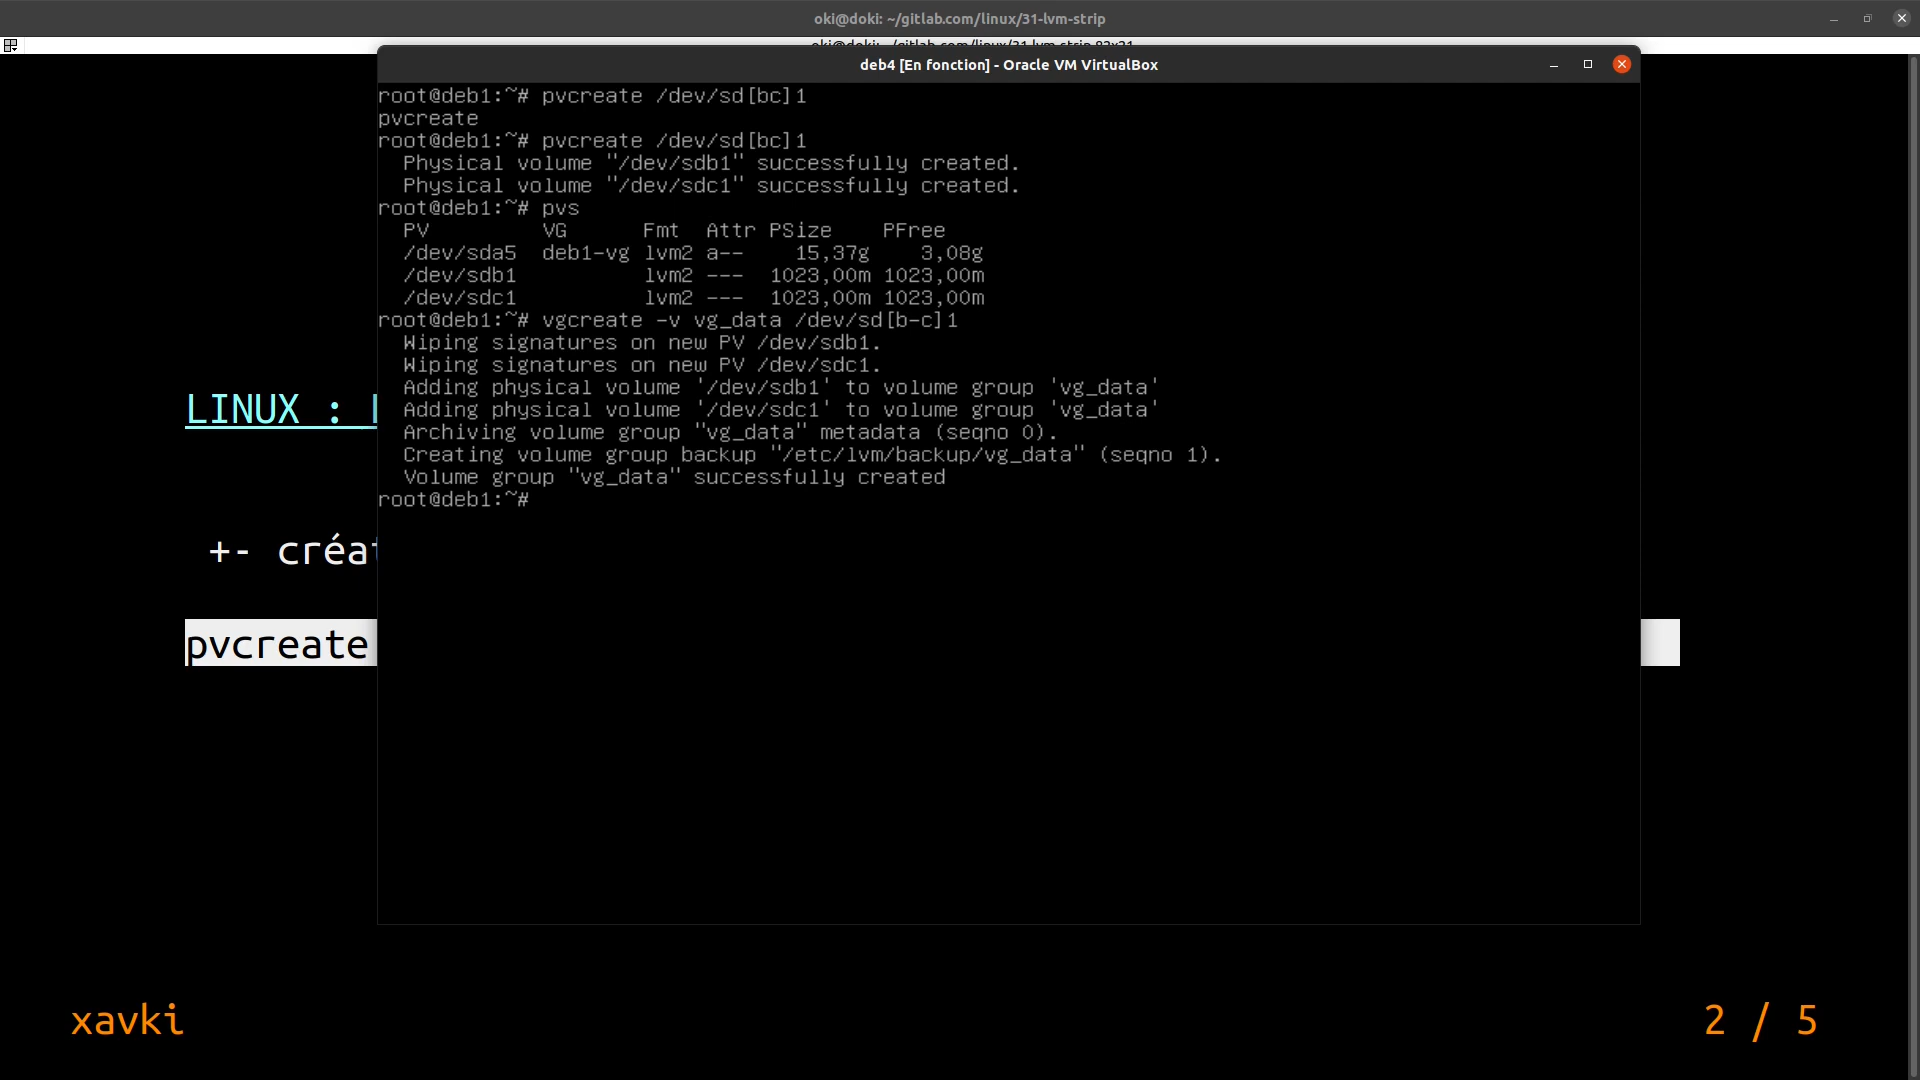 oki@doki: ~/gitlab.com/linux/31-lvm-strip
deb4 [En fonction] - Oracle VM VirtualBox
root@deb1:~# pvcreate /dev/sd[bc]1
pvcreate
root@deb1:~# pvcreate /dev/sd[bc]1
Physical volume "/dev/sdb1" successfully created.
Physical volume "/dev/sdc1" successfully created.
root@deb1:~# pvs
PV VG Fmt Attr PSize PFree
/dev/sda5 deb1-vg lvm2 a-- 15,37g 3,08g
/dev/sdb1 lvm2 --- 1023,00m 1023,00m
/dev/sdc1 lvm2 --- 1023,00m 1023,00m
root@deb1:~# vgcreate -v vg_data /dev/sd[b-c]1
Wiping signatures on new PV /dev/sdb1.
Wiping signatures on new PV /dev/sdc1.
Adding physical volume '/dev/sdb1' to volume group 'vg_data'
Adding physical volume '/dev/sdc1' to volume group 'vg_data'
Archiving volume group "vg_data" metadata (seqno 0).
Creating volume group backup "/etc/lvm/backup/vg_data" (seqno 1).
Volume group "vg_data" successfully created
root@deb1:~#
LINUX :
+- créat
pvcreate
xavki
2 / 5